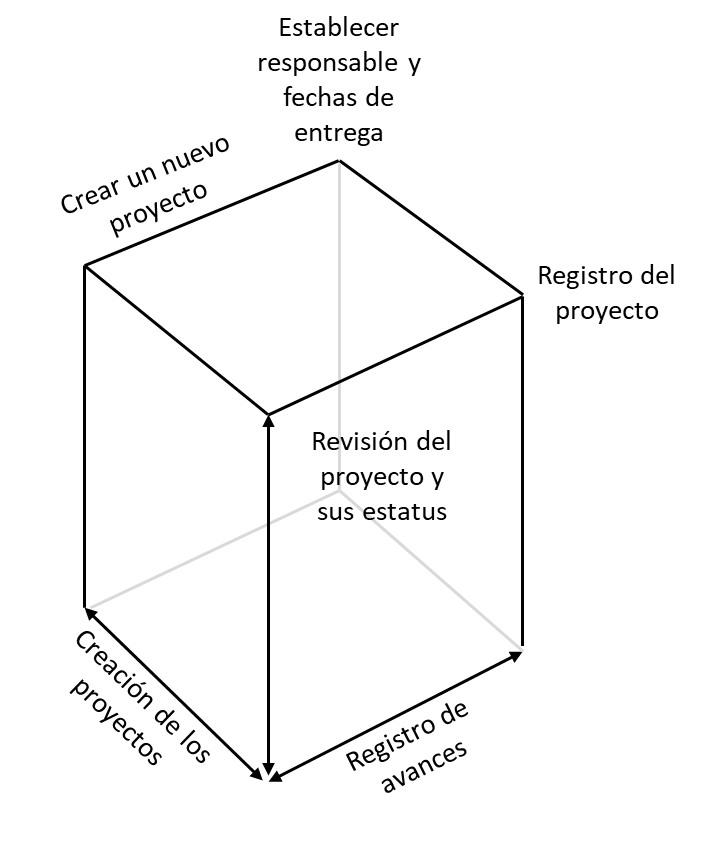 Establecer
responsable y
fechas de
entrega
Crear un nuevo
proyecto
Registro del
proyecto
Revisión del
proyecto y
sus estatus
Creación de los
proyectos
Registro de
avances